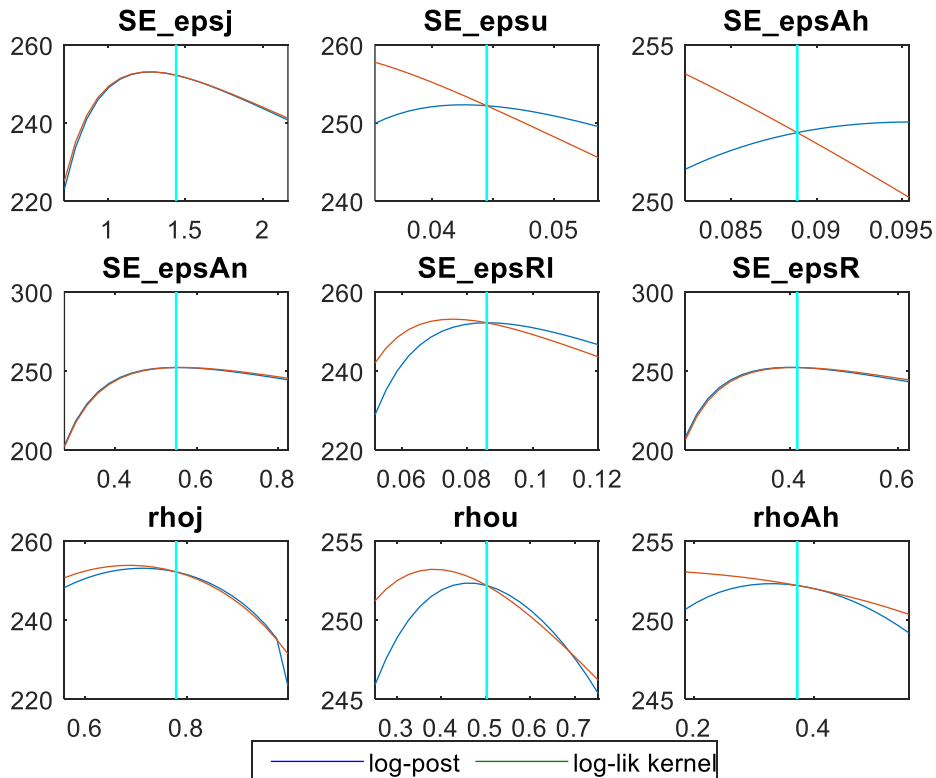 SE_epsj SE_epsu SE_epsAh
260 260 255
240 250
220 240 250
1 1.5 2 0.04 0.05 0.085 0.09 0.095
SE_epsAn SE_epsRI SE_epsR
300 260 300
250 240 250
200 220 200
0.4 0.6 0.8 0.06 0.08 0.1 0.12 0.4 0.6
rhoj rhou rhoAh
260 255 255
240 250 250
220 245 245
0.6 0.8 0.3 0.4 0.5 0.6 0.7 0.2 0.4
log-post log-lik kernel